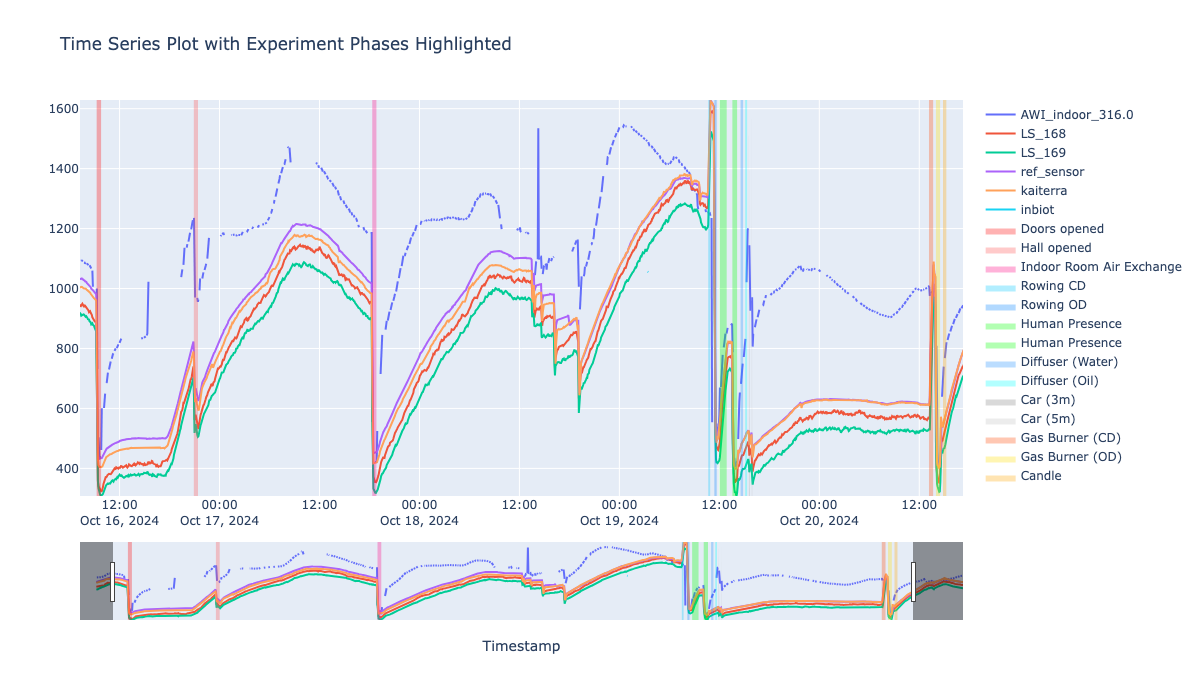 Time Series Plot with Experiment Phases Highlighted
1600
1400
1200
1000
800
600
400
12:00
Oct 16, 2024
00:00
Oct 17, 2024
12:00
00:00
Oct 18, 2024
12:00
00:00
Oct 19, 2024
12:00
00:00
Oct 20, 2024
12:00
Timestamp
AWI_indoor_316.0
LS_168
LS_169
ref_sensor
kaiterra
inbiot
Doors opened
Hall opened
Indoor Room Air Exchange
Rowing CD
Rowing OD
Human Presence
Human Presence
Diffuser (Water)
Diffuser (Oil)
Car (3m)
Car (5m)
Gas Burner (CD)
Gas Burner (OD)
Candle